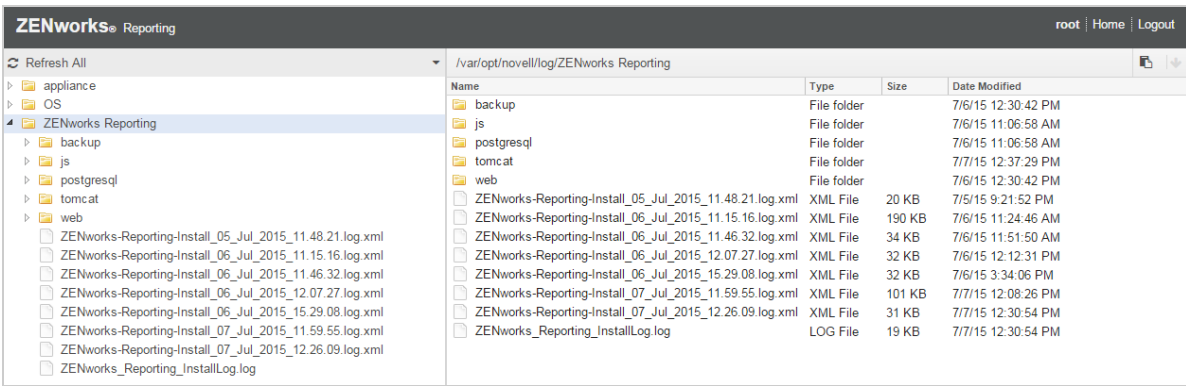 ZENworks® Reporting
root Home Logout
Refresh All
/var/opt/novell/log/ZENworks Reporting
appliance
OS
ZENworks Reporting
backup
js
postgresql
tomcat
web
ZENworks-Reporting-Install_05_Jul_2015_11.48.21.log.xml
ZENworks-Reporting-Install_06_Jul_2015_11.15.16.log.xml
ZENworks-Reporting-Install_06_Jul_2015_11.46.32.log.xml
ZENworks-Reporting-Install_06_Jul_2015_12.07.27.log.xml
ZENworks-Reporting-Install_06_Jul_2015_15.29.08.log.xml
ZENworks-Reporting-Install_07_Jul_2015_11.59.55.log.xml
ZENworks-Reporting-Install_07_Jul_2015_12.26.09.log.xml
ZENworks_Reporting_InstallLog.log
Name Type Size Date Modified
backup File folder 7/6/15 12:30:42 PM
js File folder 7/6/15 11:06:58 AM
postgresql File folder 7/6/15 11:06:58 AM
tomcat File folder 7/7/15 12:37:29 PM
web File folder 7/6/15 12:30:42 PM
ZENworks-Reporting-Install_05_Jul_2015_11.48.21.log.xml XML File 20 KB 7/5/15 9:21:52 PM
ZENworks-Reporting-Install_06_Jul_2015_11.15.16.log.xml XML File 190 KB 7/6/15 11:24:46 AM
ZENworks-Reporting-Install_06_Jul_2015_11.46.32.log.xml XML File 34 KB 7/6/15 11:51:50 AM
ZENworks-Reporting-Install_06_Jul_2015_12.07.27.log.xml XML File 32 KB 7/6/15 12:12:31 PM
ZENworks-Reporting-Install_06_Jul_2015_15.29.08.log.xml XML File 32 KB 7/6/15 3:34:06 PM
ZENworks-Reporting-Install_07_Jul_2015_11.59.55.log.xml XML File 101 KB 7/7/15 12:08:26 PM
ZENworks-Reporting-Install_07_Jul_2015_12.26.09.log.xml XML File 31 KB 7/7/15 12:30:54 PM
ZENworks_Reporting_InstallLog.log LOG File 19 KB 7/7/15 12:30:54 PM